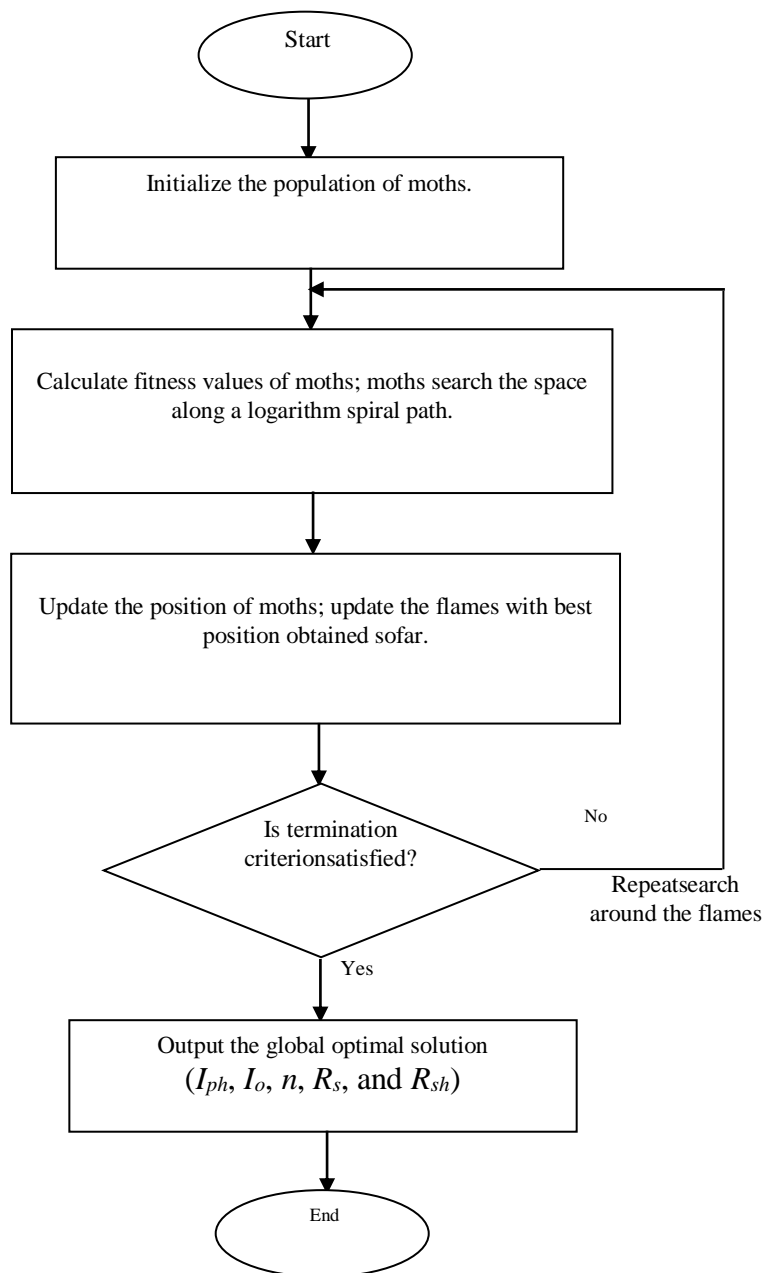 Start
Initialize the population of moths.
Calculate fitness values of moths; moths search the space
along a logarithm spiral path.
Update the position of moths; update the flames with best
position obtained sofar.
Is termination
criterionsatisfied?
No
Repeatsearch
around the flames
Yes
Output the global optimal solution
(Iph, Io, n, Rs, and Rsh)
End